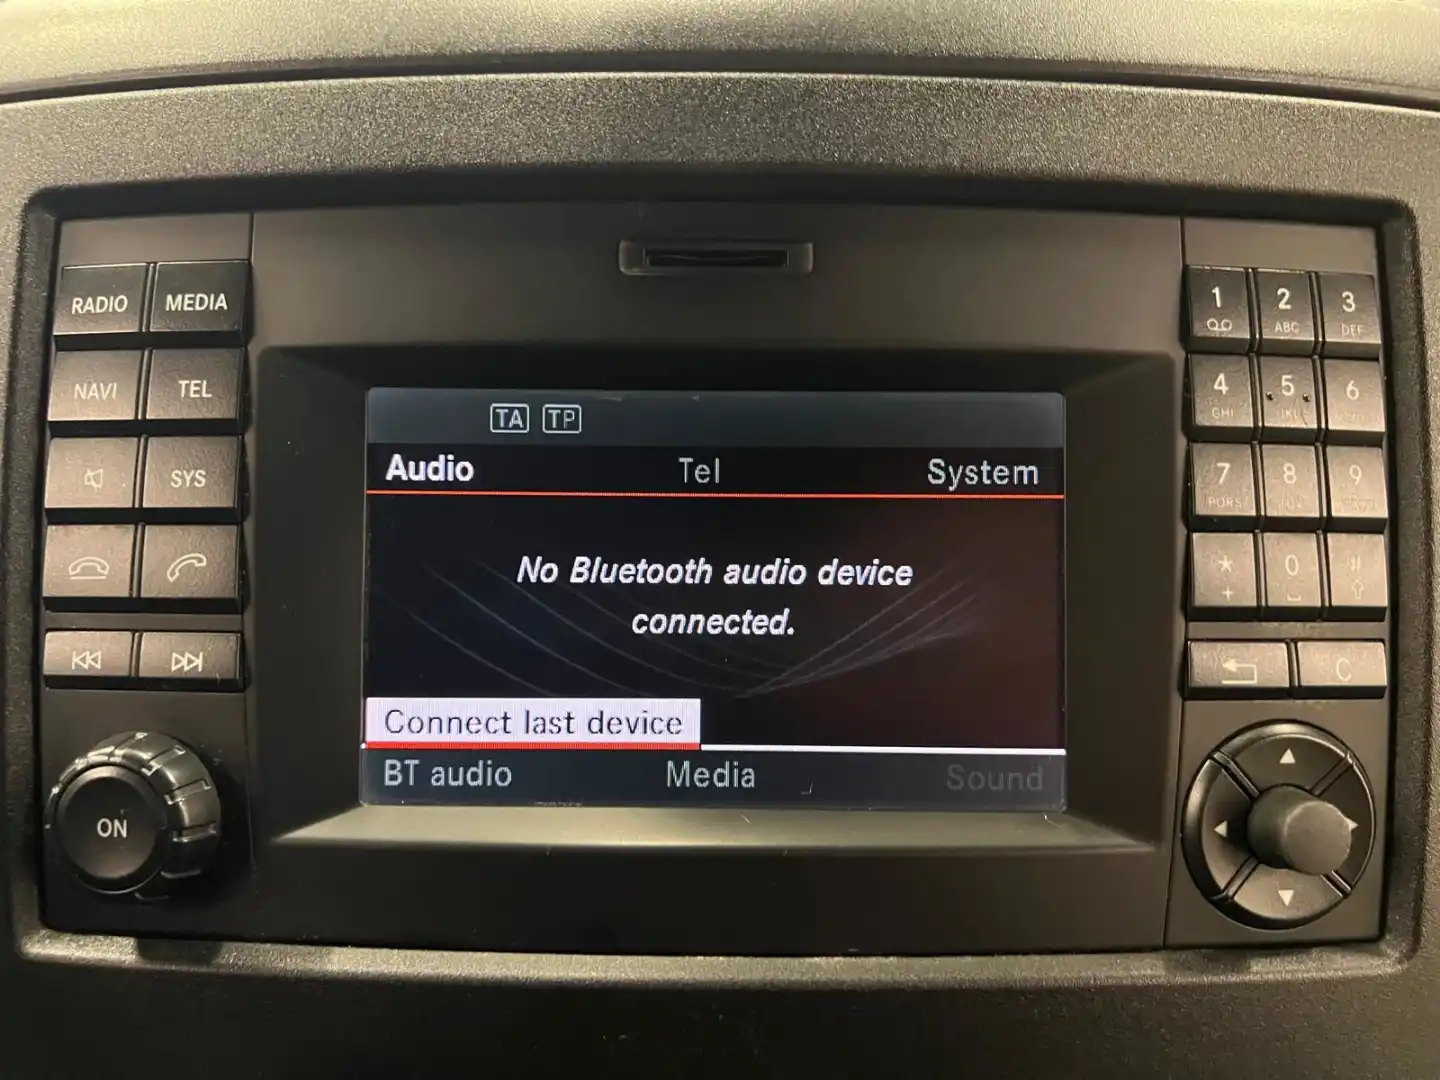 RADIO MEDIA
NAVI TEL
SYS
ON
TA TP
Audio Tel System
No Bluetooth audio device
connected.
Connect last device
BT audio Media Sound
1 2 3
ABC DEF
4 5 6
GHI JKL
7 8 9
PQRS
* 0 #
+
C